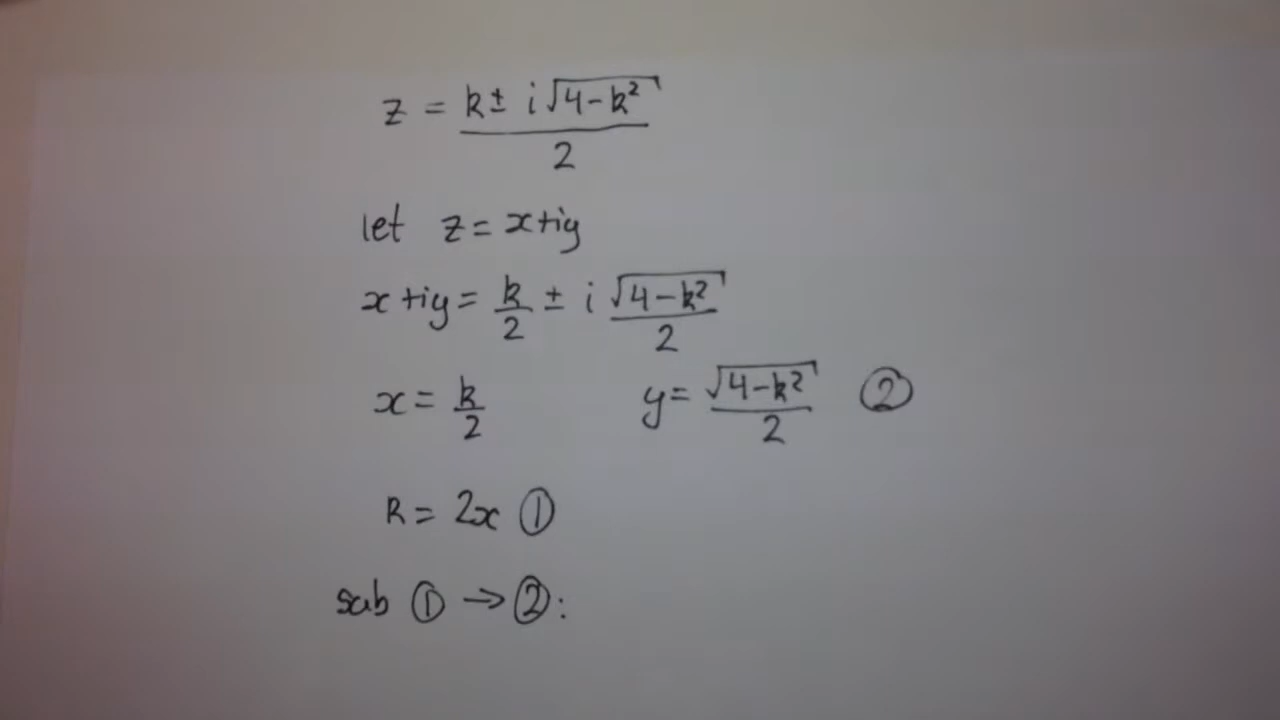 z = k ± i√4−k² / 2
let z = x+iy
x+iy = k/2 ± i √4−k² / 2
x = k/2 y = √4−k² / 2 ②
k = 2x ①
sub ① → ②: